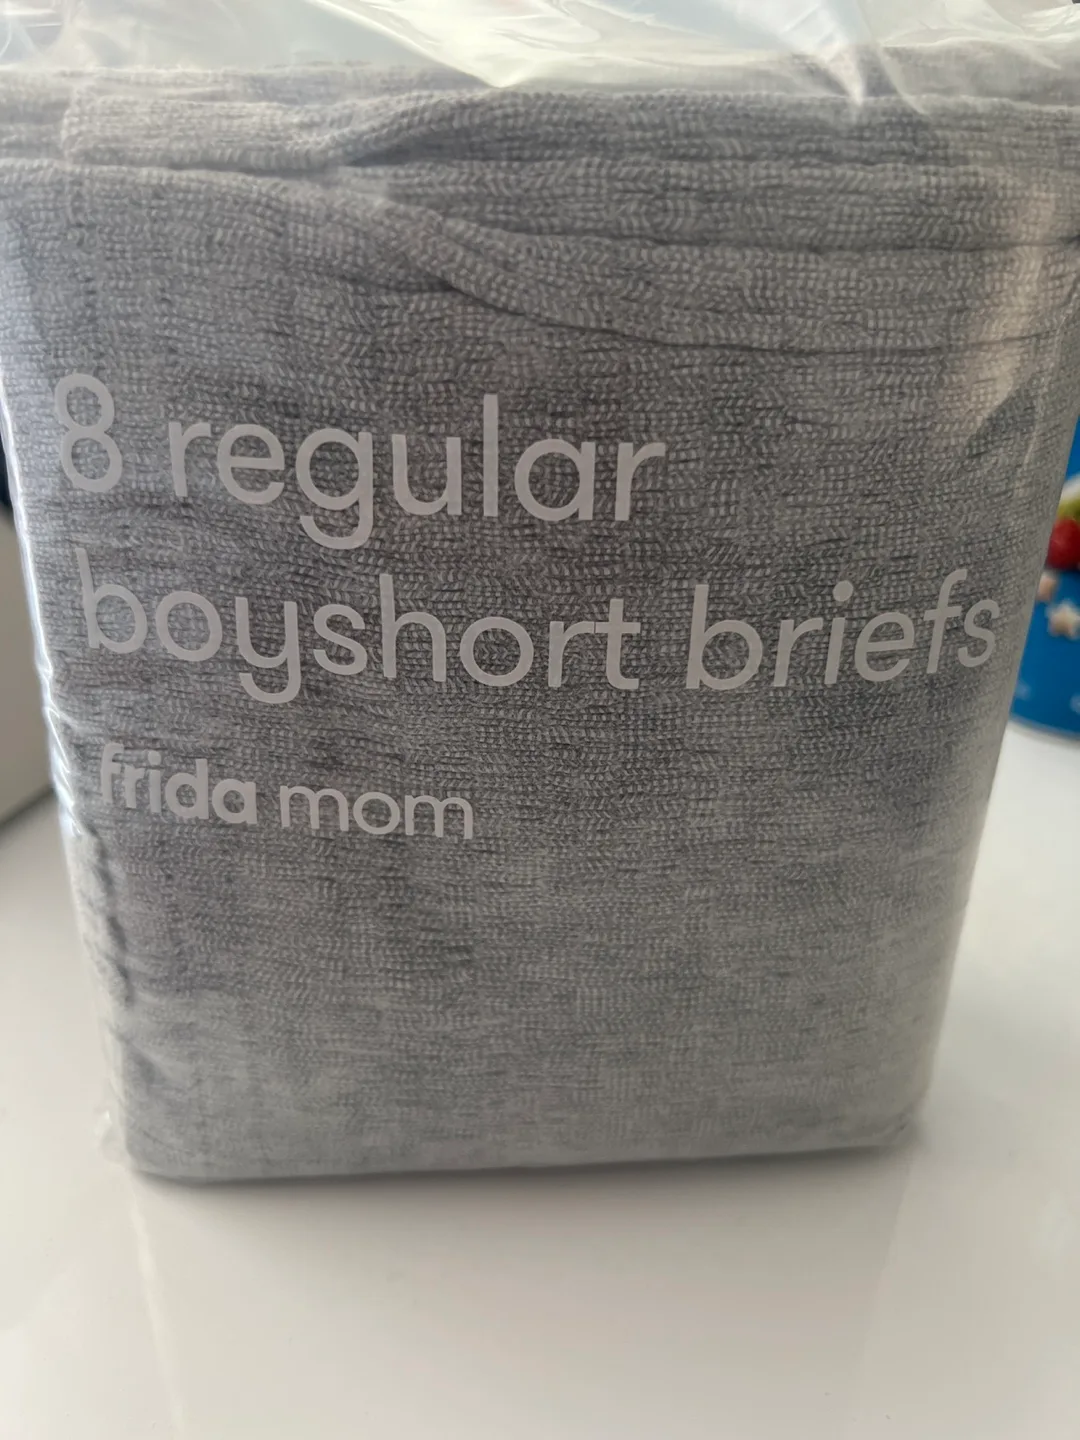 8 regular
boyshort briefs
frida mom